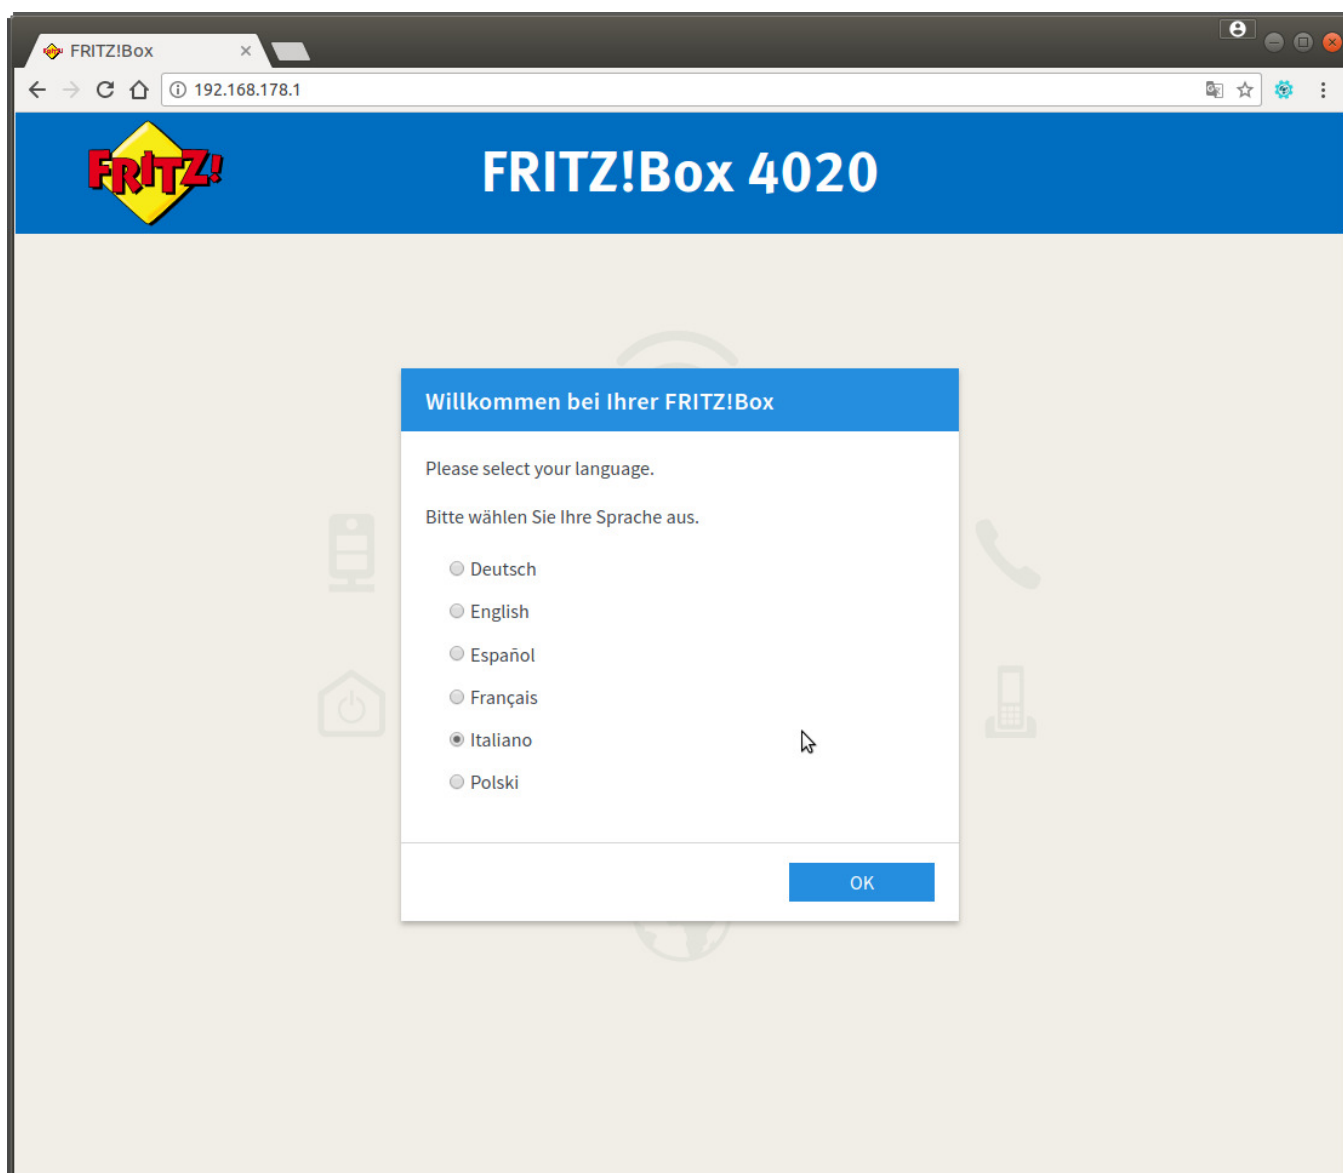 FRITZ!Box
192.168.178.1
FRITZ!
FRITZ!Box 4020
Willkommen bei Ihrer FRITZ!Box
Please select your language.
Bitte wählen Sie Ihre Sprache aus.
Deutsch
English
Español
Français
Italiano
Polski
OK